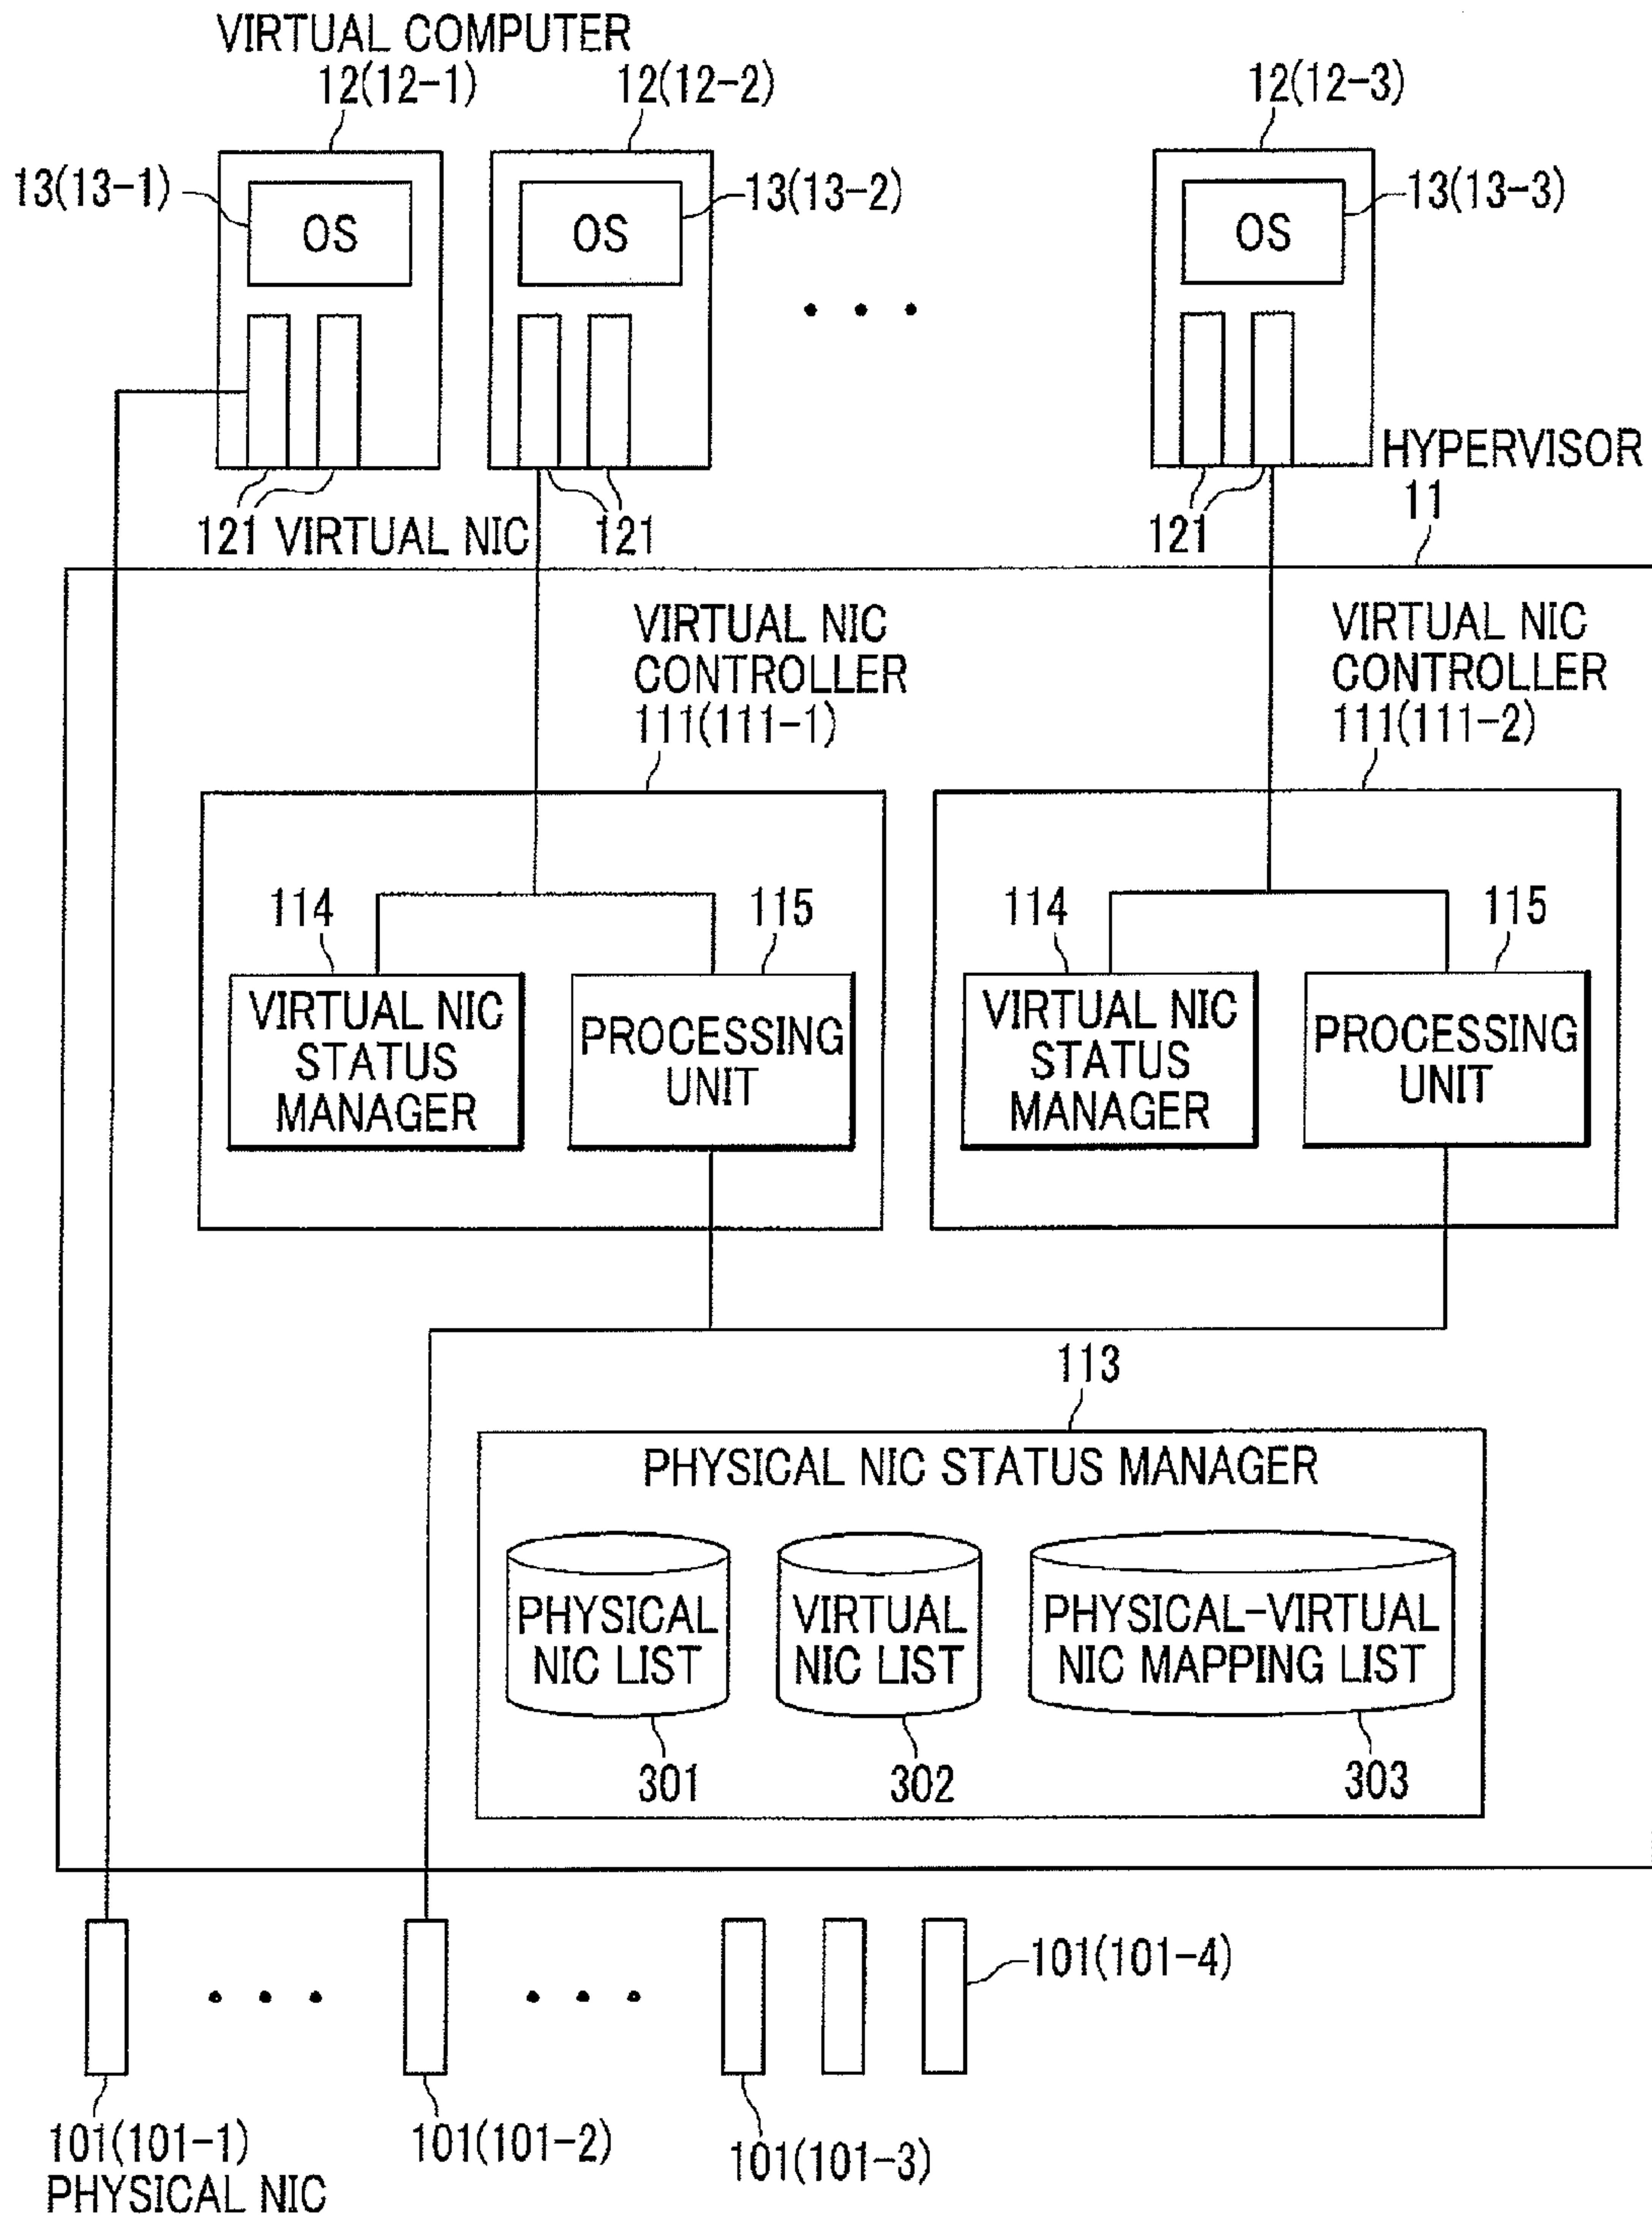 VIRTUAL COMPUTER
12(12-1)
12(12-2)
12(12-3)
13(13-1)
OS
OS
13(13-2)
OS
13(13-3)
HYPERVISOR
11
121 VIRTUAL NIC
121
121
VIRTUAL NIC
CONTROLLER
111(111-1)
VIRTUAL NIC
CONTROLLER
111(111-2)
114
115
114
115
VIRTUAL NIC
STATUS
MANAGER
PROCESSING
UNIT
VIRTUAL NIC
STATUS
MANAGER
PROCESSING
UNIT
113
PHYSICAL NIC STATUS MANAGER
PHYSICAL
NIC LIST
VIRTUAL
NIC LIST
PHYSICAL-VIRTUAL
NIC MAPPING LIST
301
302
303
101(101-4)
101(101-1)
PHYSICAL NIC
101(101-2)
101(101-3)